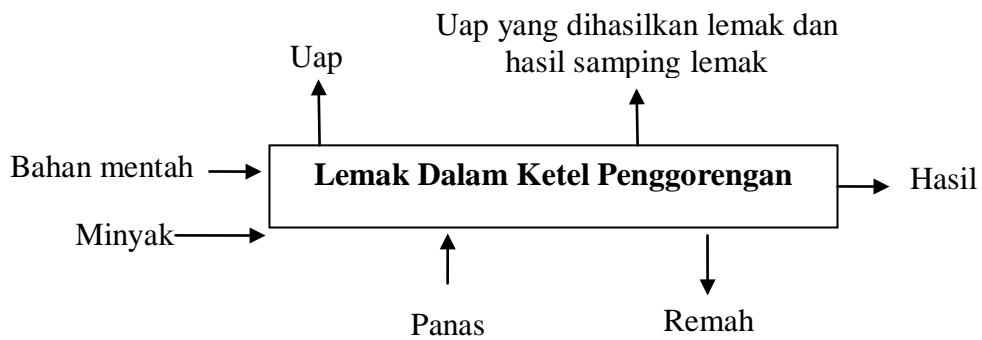 Uap yang dihasilkan lemak dan
hasil samping lemak
Uap
Bahan mentah
Lemak Dalam Ketel Penggorengan
Hasil
Minyak
Panas
Remah